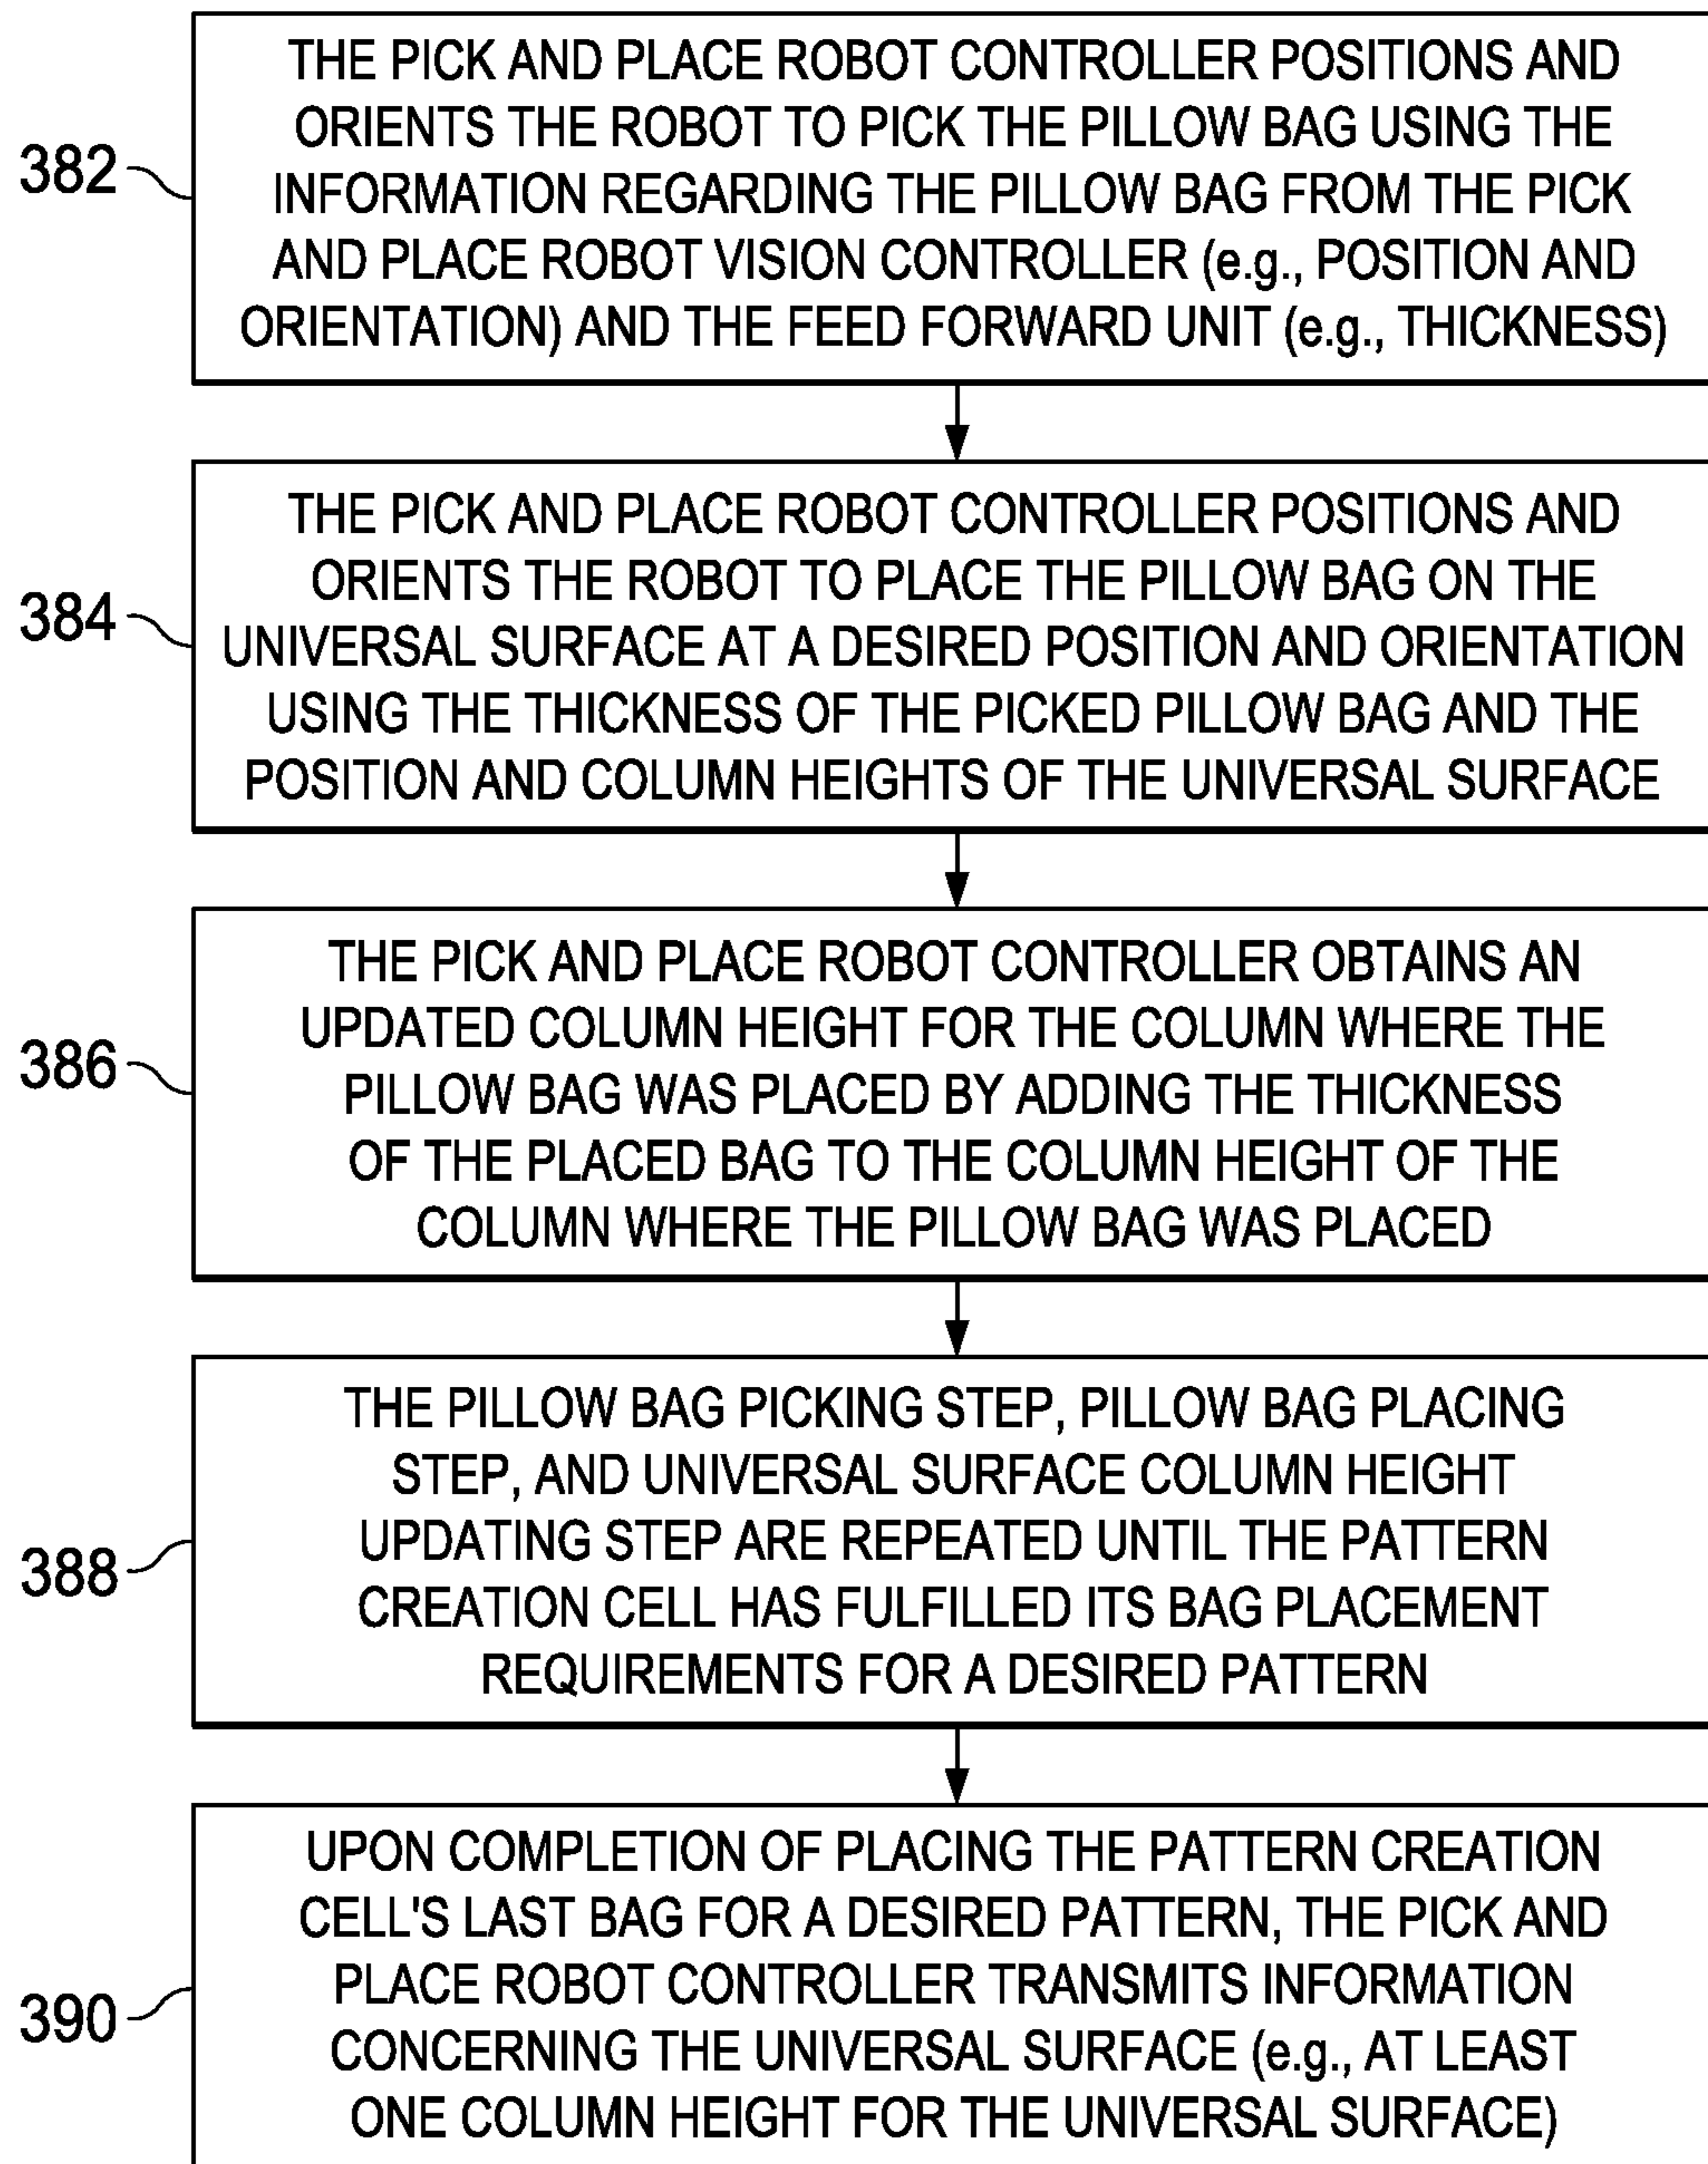 THE PICK AND PLACE ROBOT CONTROLLER POSITIONS AND
ORIENTS THE ROBOT TO PICK THE PILLOW BAG USING THE
382
INFORMATION REGARDING THE PILLOW BAG FROM THE PICK
AND PLACE ROBOT VISION CONTROLLER (e.g., POSITION AND
ORIENTATION) AND THE FEED FORWARD UNIT (e.g., THICKNESS)
THE PICK AND PLACE ROBOT CONTROLLER POSITIONS AND
ORIENTS THE ROBOT TO PLACE THE PILLOW BAG ON THE
384
UNIVERSAL SURFACE AT A DESIRED POSITION AND ORIENTATION
USING THE THICKNESS OF THE PICKED PILLOW BAG AND THE
POSITION AND COLUMN HEIGHTS OF THE UNIVERSAL SURFACE
THE PICK AND PLACE ROBOT CONTROLLER OBTAINS AN
UPDATED COLUMN HEIGHT FOR THE COLUMN WHERE THE
386
PILLOW BAG WAS PLACED BY ADDING THE THICKNESS
OF THE PLACED BAG TO THE COLUMN HEIGHT OF THE
COLUMN WHERE THE PILLOW BAG WAS PLACED
THE PILLOW BAG PICKING STEP, PILLOW BAG PLACING
STEP, AND UNIVERSAL SURFACE COLUMN HEIGHT
UPDATING STEP ARE REPEATED UNTIL THE PATTERN
388
CREATION CELL HAS FULFILLED ITS BAG PLACEMENT
REQUIREMENTS FOR A DESIRED PATTERN
UPON COMPLETION OF PLACING THE PATTERN CREATION
CELL'S LAST BAG FOR A DESIRED PATTERN, THE PICK AND
PLACE ROBOT CONTROLLER TRANSMITS INFORMATION
390
CONCERNING THE UNIVERSAL SURFACE (e.g., AT LEAST
ONE COLUMN HEIGHT FOR THE UNIVERSAL SURFACE)